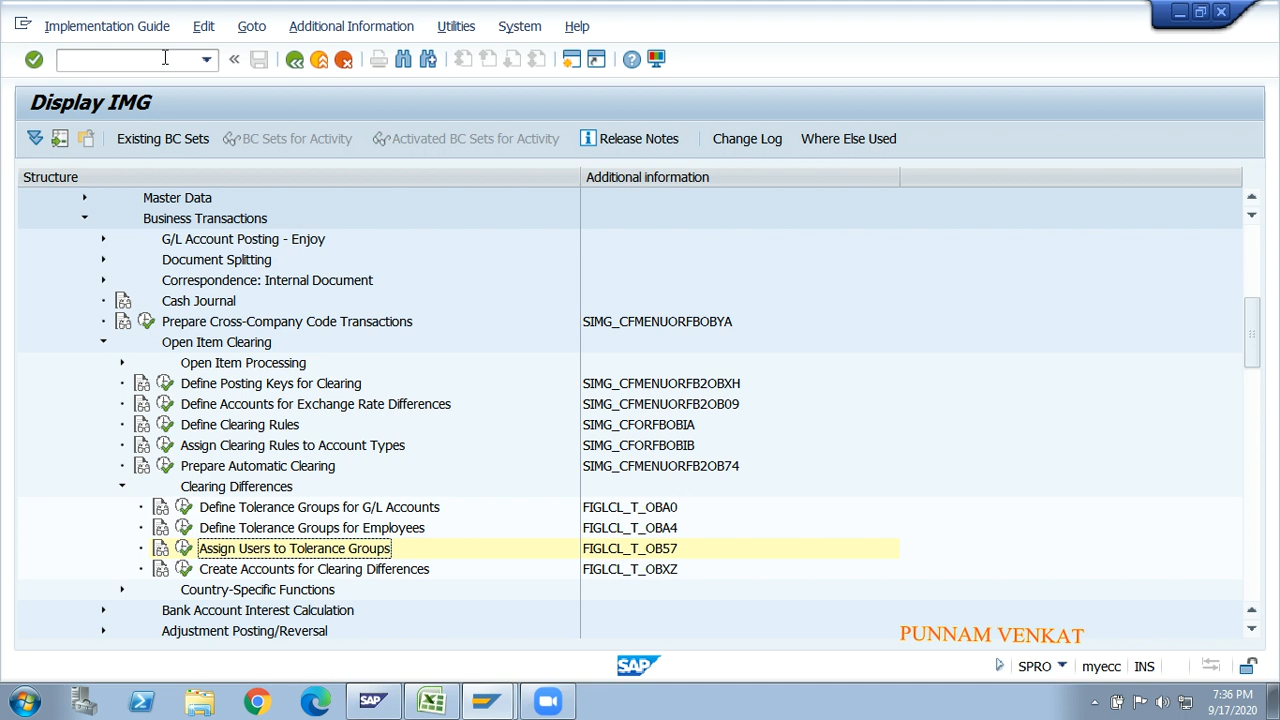 Implementation Guide Edit Goto Additional Information Utilities System Help
Display IMG
Existing BC Sets BC Sets for Activity Activated BC Sets for Activity Release Notes Change Log Where Else Used
Structure Additional information
Master Data
Business Transactions
G/L Account Posting - Enjoy
Document Splitting
Correspondence: Internal Document
Cash Journal
Prepare Cross-Company Code Transactions SIMG_CFMENUORFBOBYA
Open Item Clearing
Open Item Processing
Define Posting Keys for Clearing SIMG_CFMENUORFB2OBXH
Define Accounts for Exchange Rate Differences SIMG_CFMENUORFB2OB09
Define Clearing Rules SIMG_CFORFBOBIA
Assign Clearing Rules to Account Types SIMG_CFORFBOBIB
Prepare Automatic Clearing SIMG_CFMENUORFB2OB74
Clearing Differences
Define Tolerance Groups for G/L Accounts FIGLCL_T_OBA0
Define Tolerance Groups for Employees FIGLCL_T_OBA4
Assign Users to Tolerance Groups FIGLCL_T_OB57
Create Accounts for Clearing Differences FIGLCL_T_OBXZ
Country-Specific Functions
Bank Account Interest Calculation
Adjustment Posting/Reversal
PUNNAM VENKAT
SAP SPRO myecc INS
SAP
7:36 PM
9/17/2020